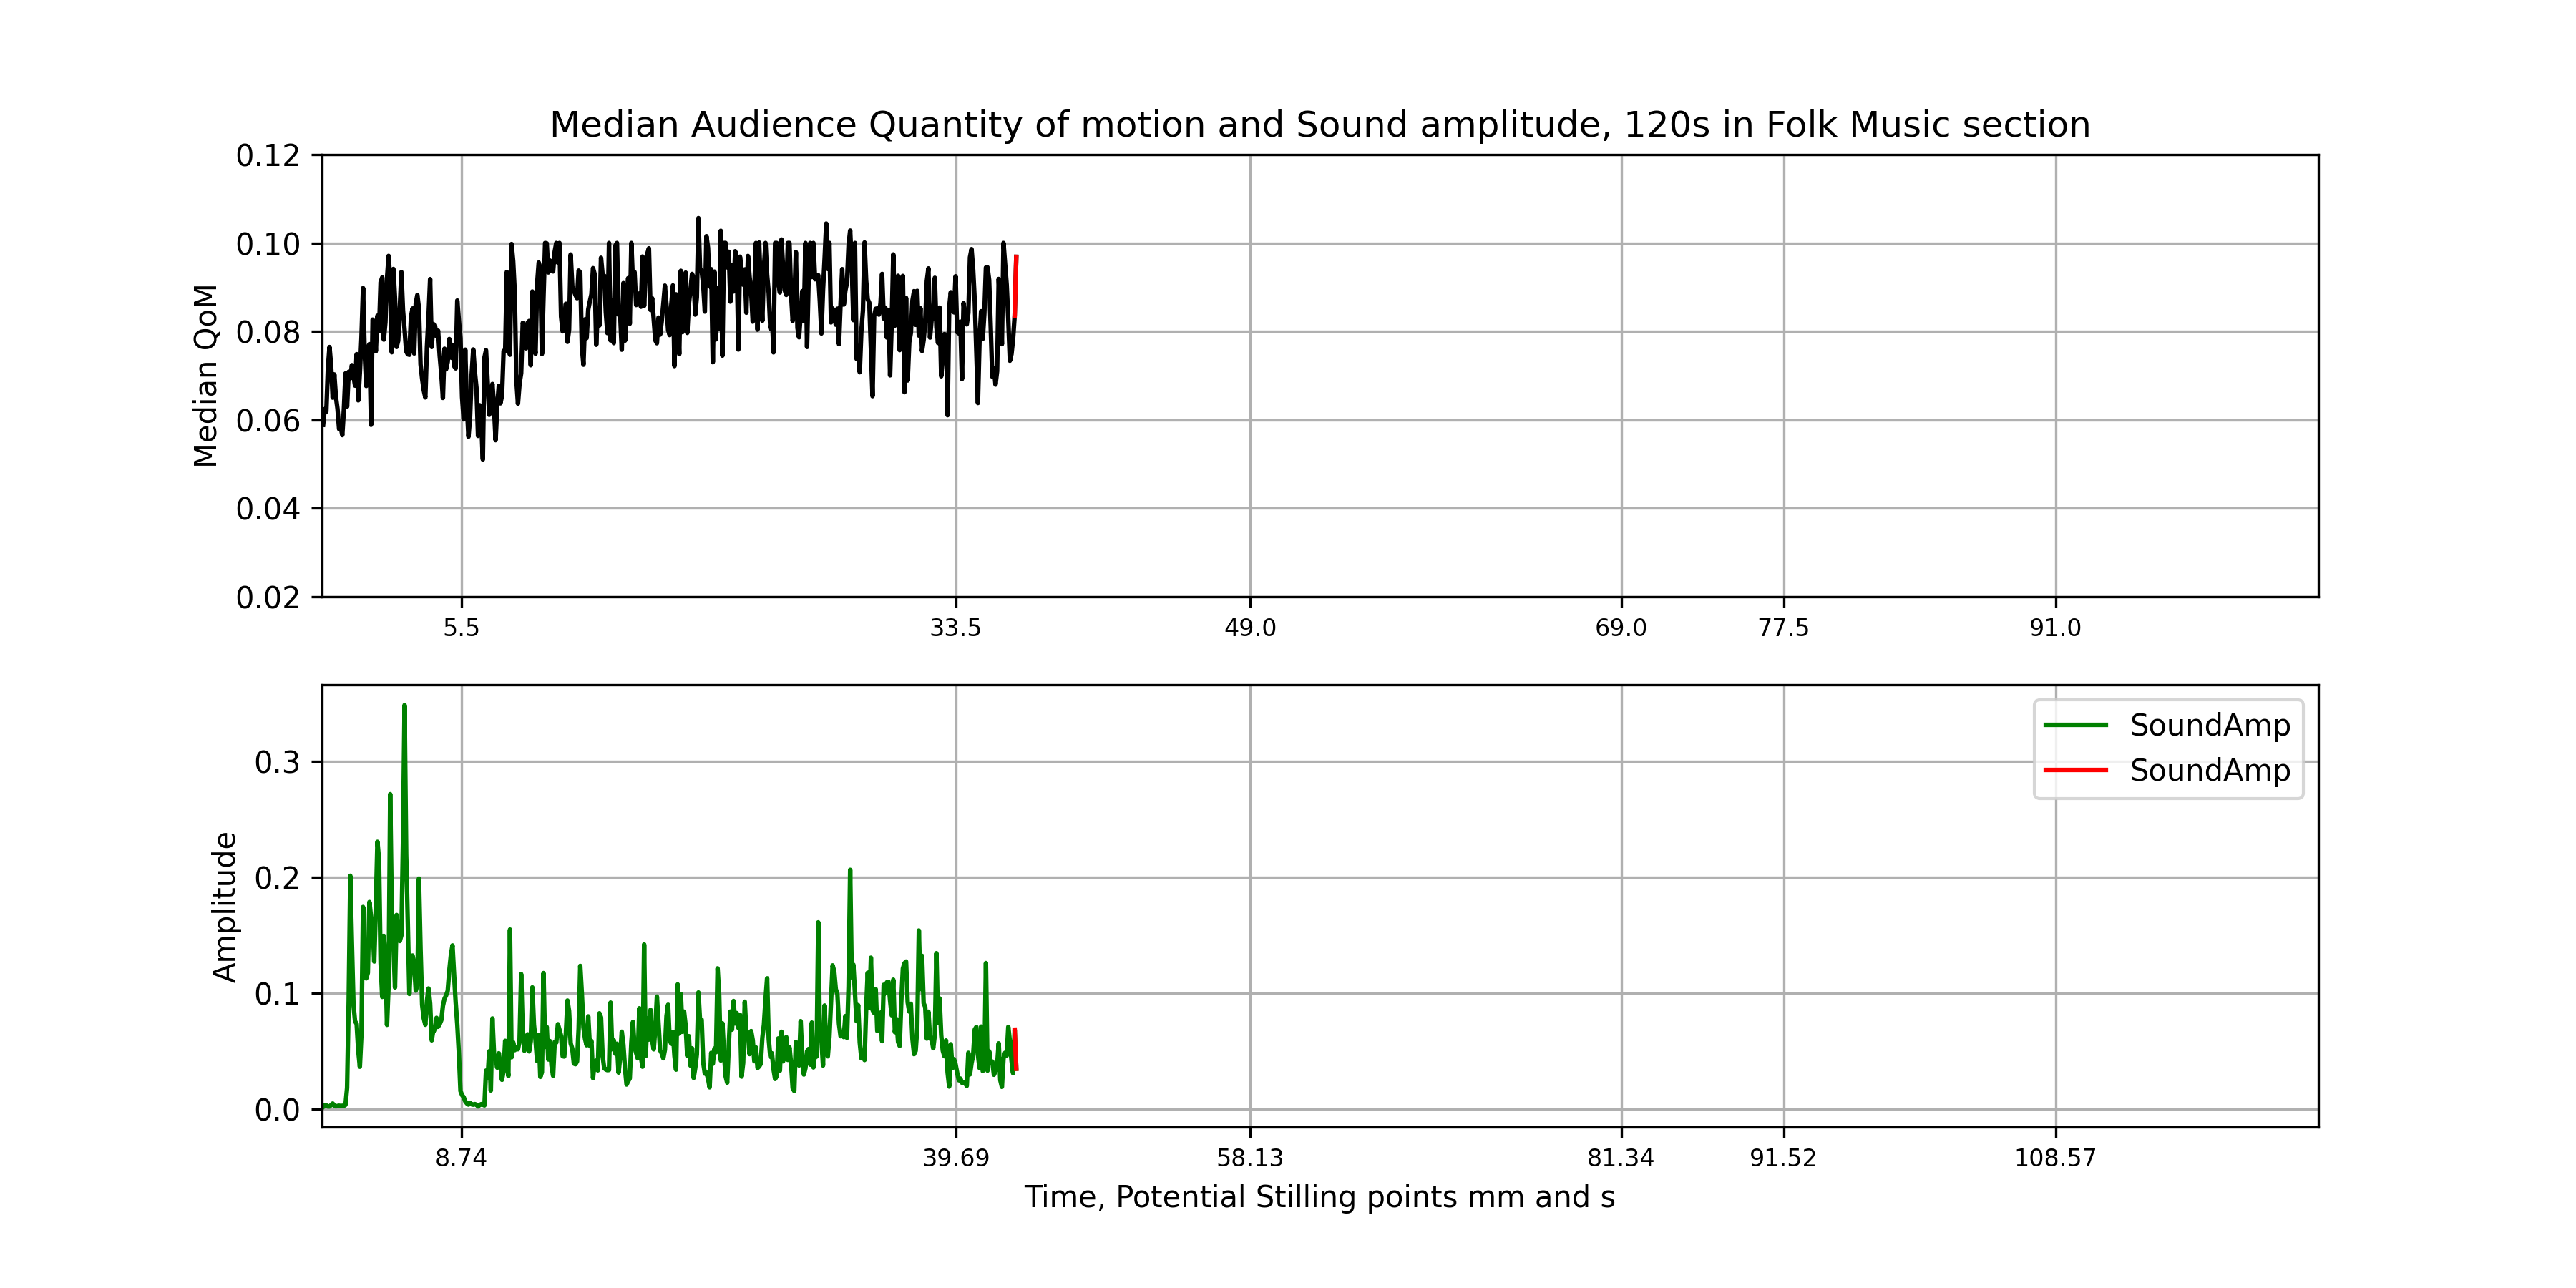 Median Audience Quantity of motion and Sound amplitude, 120s in Folk Music section
0.12
0.10
0.08
0.06
0.04
0.02
Median QoM
5.5 33.5 49.0 69.0 77.5 91.0
SoundAmp
SoundAmp
0.3
0.2
0.1
0.0
Amplitude
8.74 39.69 58.13 81.34 91.52 108.57
Time, Potential Stilling points mm and s